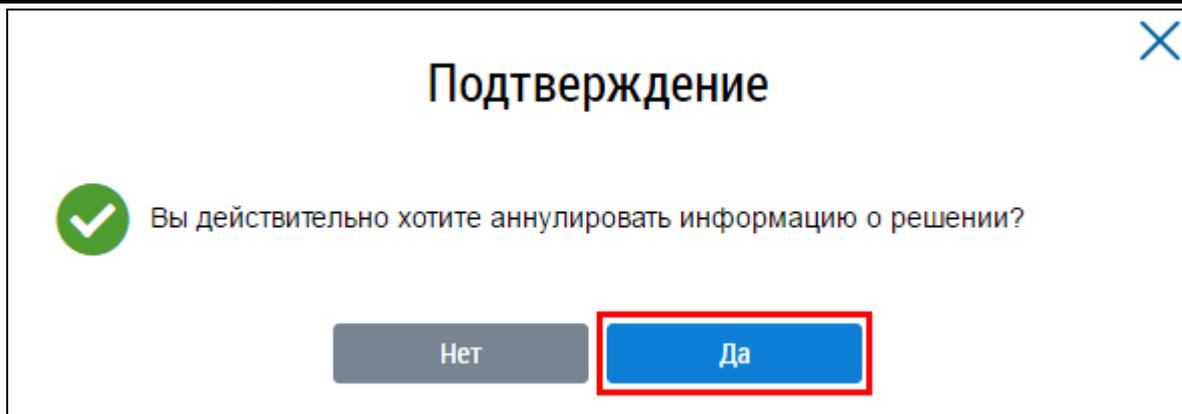 Подтверждение
Вы действительно хотите аннулировать информацию о решении?
Нет
Да